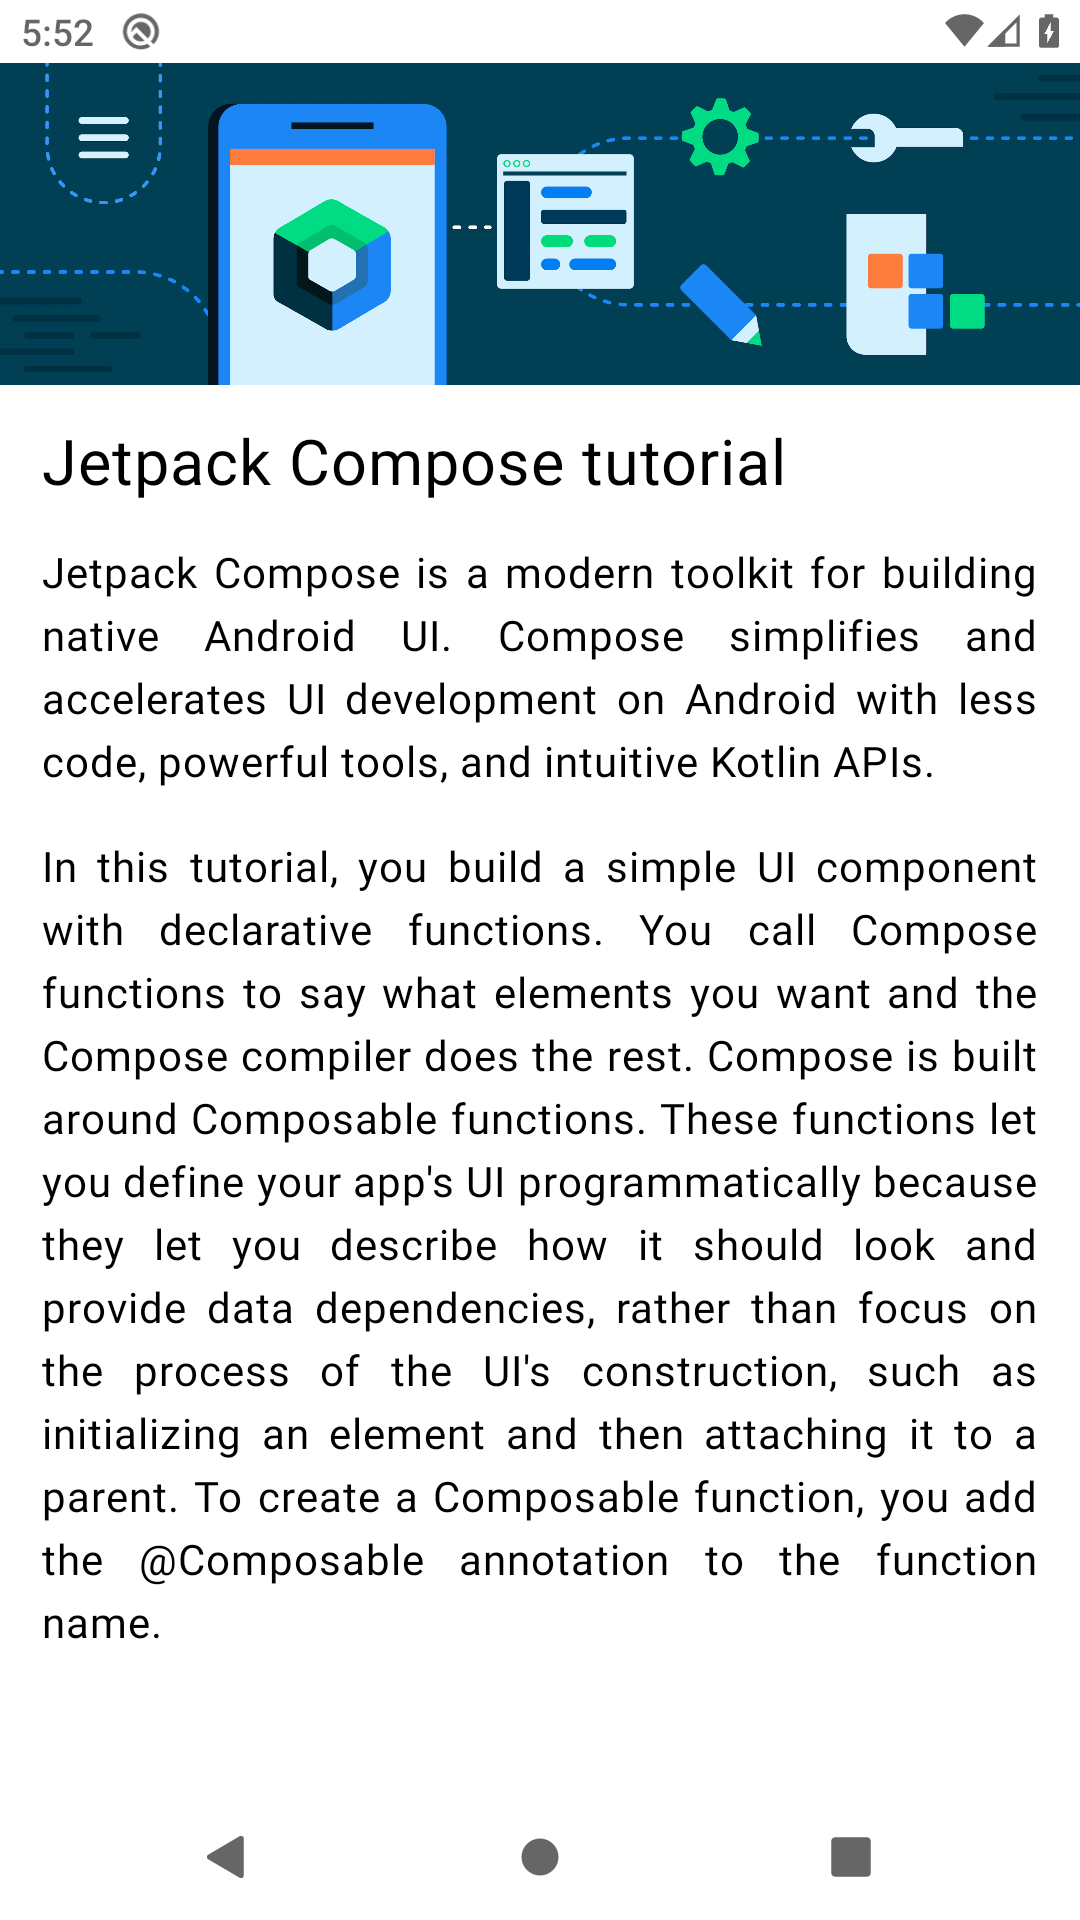 5:52
Jetpack Compose tutorial
Jetpack Compose is a modern toolkit for building
native Android UI. Compose simplifies and
accelerates UI development on Android with less
code, powerful tools, and intuitive Kotlin APIs.
In this tutorial, you build a simple UI component
with declarative functions. You call Compose
functions to say what elements you want and the
Compose compiler does the rest. Compose is built
around Composable functions. These functions let
you define your app's UI programmatically because
they let you describe how it should look and
provide data dependencies, rather than focus on
the process of the UI's construction, such as
initializing an element and then attaching it to a
parent. To create a Composable function, you add
the @Composable annotation to the function
name.